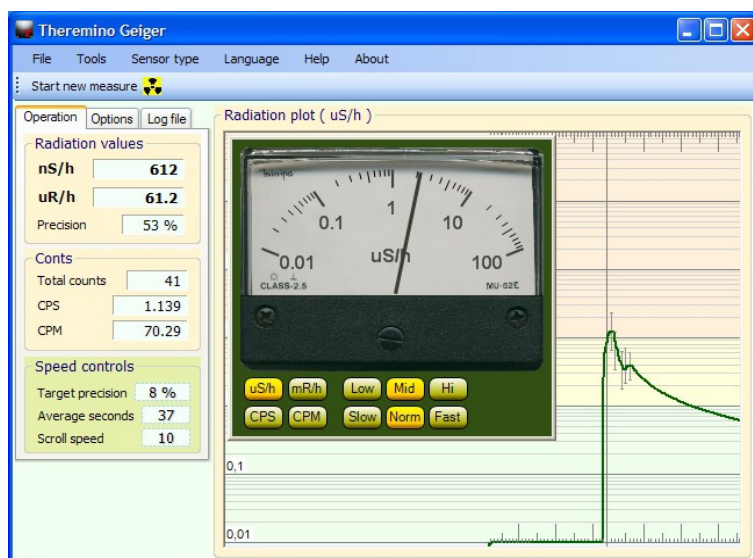 Theremino Geiger
File Tools Sensor type Language Help About
Start new measure
Operation Options Log file
Radiation values
nS/h 612
uR/h 61.2
Precision 53 %
Conts
Total counts 41
CPS 1.139
CPM 70.29
Speed controls
Target precision 8 %
Average seconds 37
Scroll speed 10
Radiation plot ( uS/h )
0.01 0.1 1 10 100
uS/h
CLASS-2.5 MU-52E
uS/h mR/h Low Mid Hi
CPS CPM Slow Norm Fast
0,1
0,01